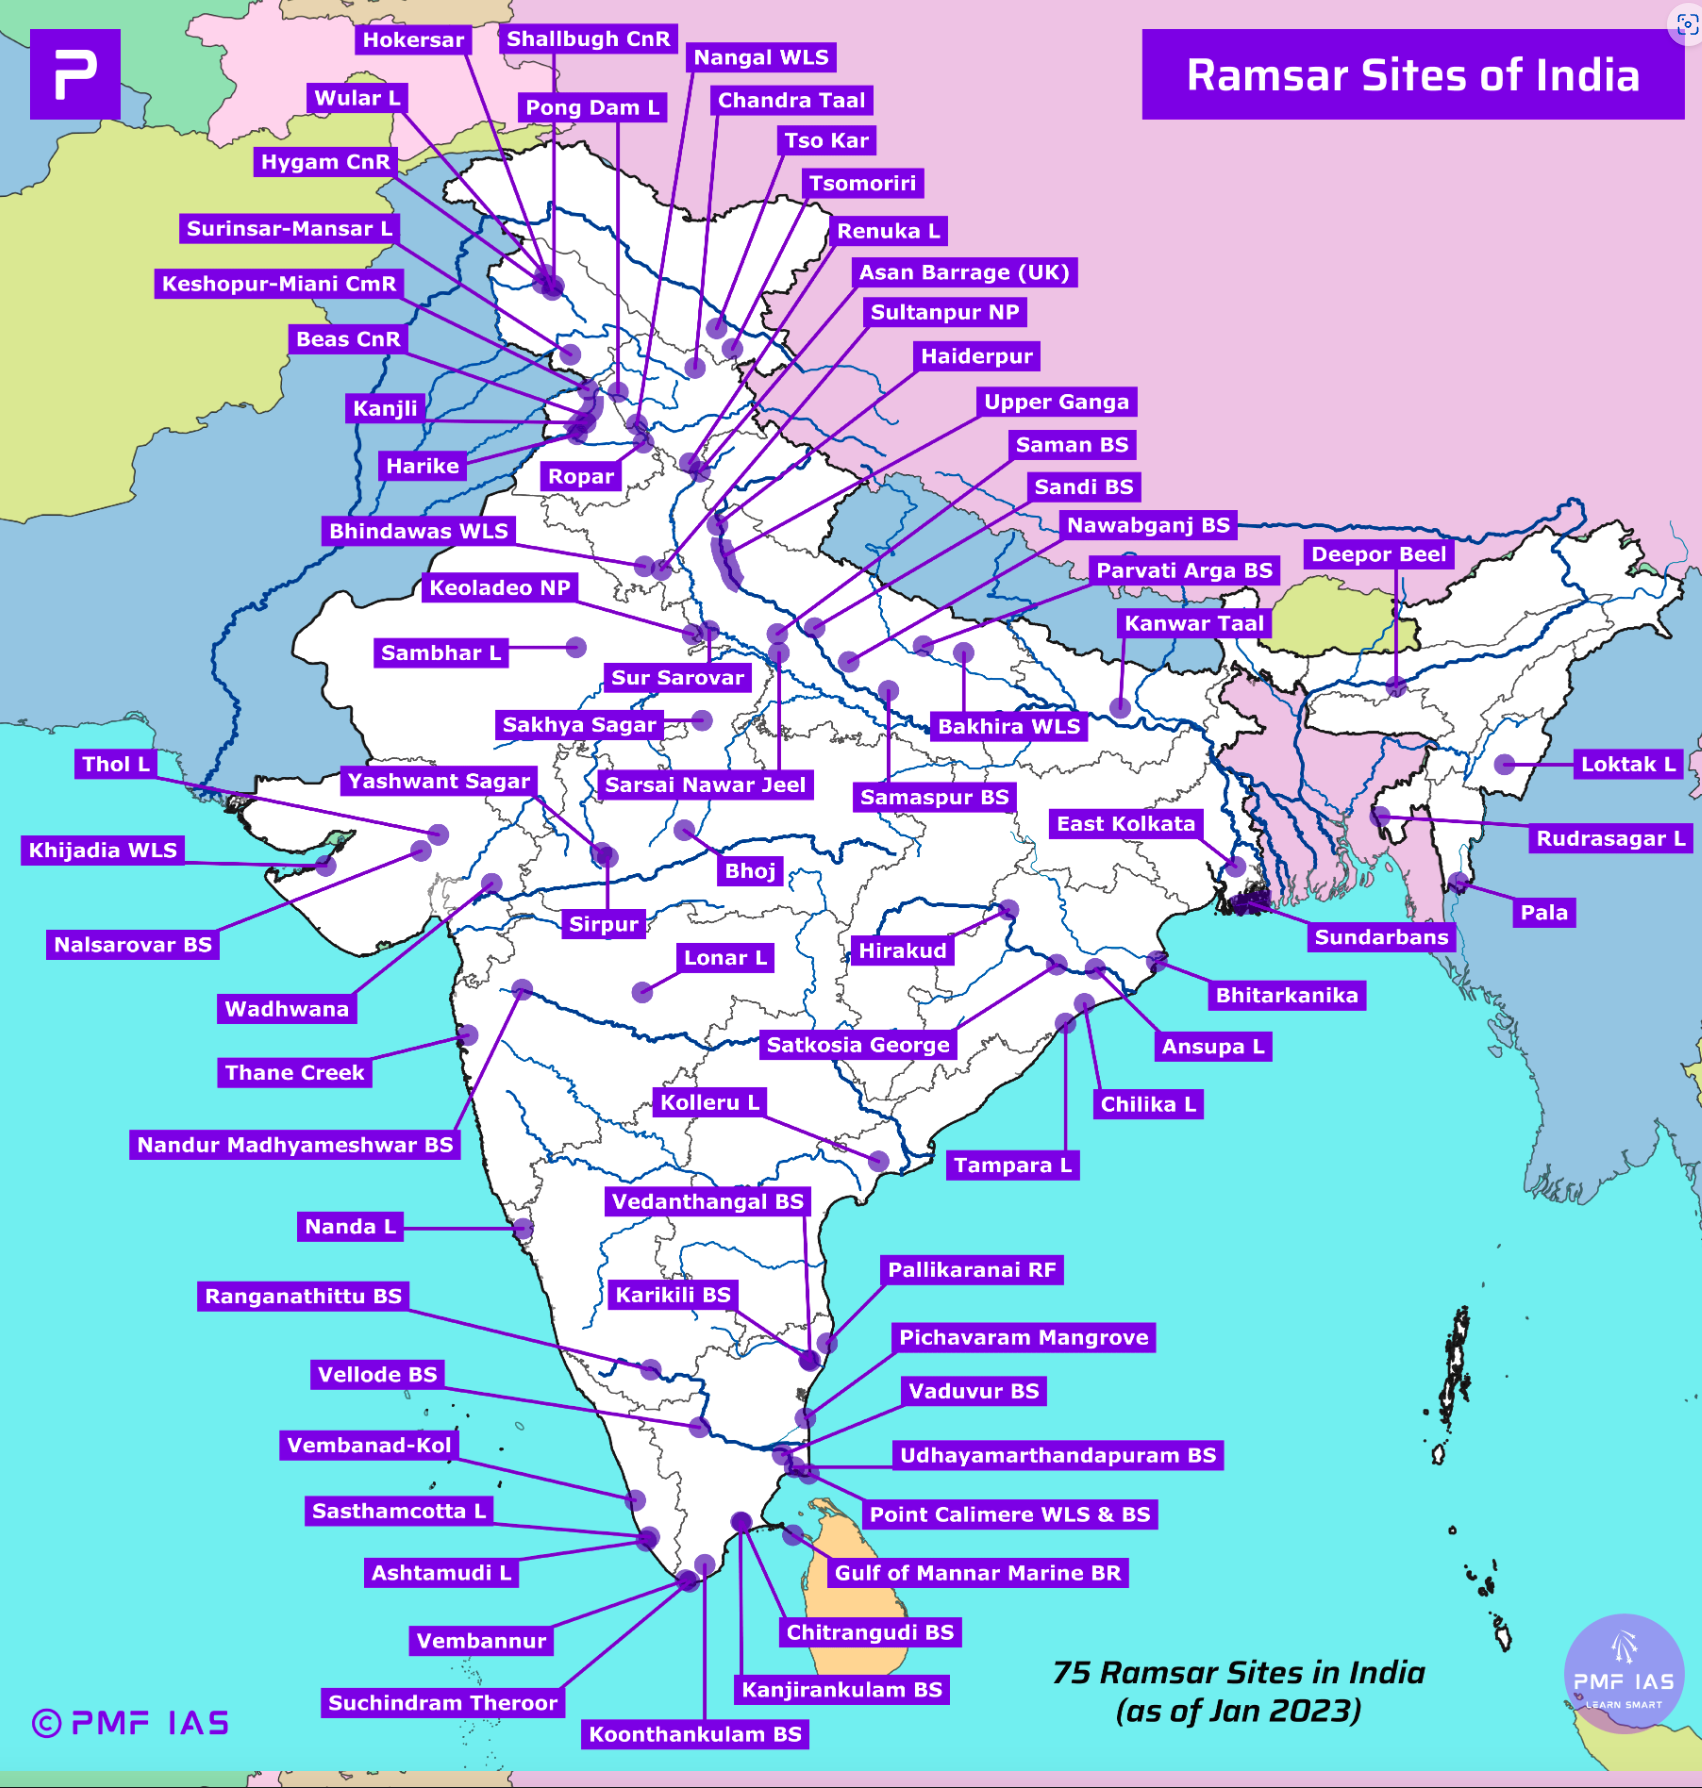 P
Ramsar Sites of India
Hokersar
Shallbugh CnR
Nangal WLS
Wular L
Pong Dam L
Chandra Taal
Tso Kar
Hygam CnR
Tsomoriri
Surinsar-Mansar L
Renuka L
Keshopur-Miani CmR
Asan Barrage (UK)
Sultanpur NP
Beas CnR
Haiderpur
Kanjli
Upper Ganga
Harike
Ropar
Saman BS
Sandi BS
Bhindawas WLS
Nawabganj BS
Deepor Beel
Keoladeo NP
Parvati Arga BS
Kanwar Taal
Sambhar L
Sur Sarovar
Sakhya Sagar
Bakhira WLS
Thol L
Yashwant Sagar
Sarsai Nawar Jeel
Samaspur BS
Loktak L
East Kolkata
Rudrasagar L
Khijadia WLS
Bhoj
Pala
Nalsarovar BS
Sirpur
Hirakud
Sundarbans
Lonar L
Wadhwana
Bhitarkanika
Satkosia George
Ansupa L
Thane Creek
Kolleru L
Chilika L
Nandur Madhyameshwar BS
Tampara L
Vedanthangal BS
Nanda L
Pallikaranai RF
Ranganathittu BS
Karikili BS
Pichavaram Mangrove
Vellode BS
Vaduvur BS
Vembanad-Kol
Udhayamarthandapuram BS
Sasthamcotta L
Point Calimere WLS & BS
Ashtamudi L
Gulf of Mannar Marine BR
Vembannur
Chitrangudi BS
Suchindram Theroor
Kanjirankulam BS
Koonthankulam BS
75 Ramsar Sites in India
(as of Jan 2023)
PMF IAS
LEARN SMART
© PMF IAS